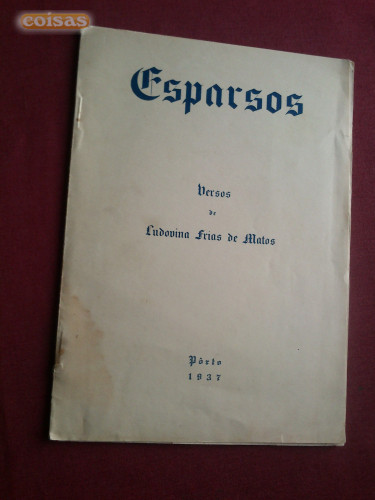 coisas
Esparsos
Versos
de
Ludovina Frias de Matos
Pôrto
1937